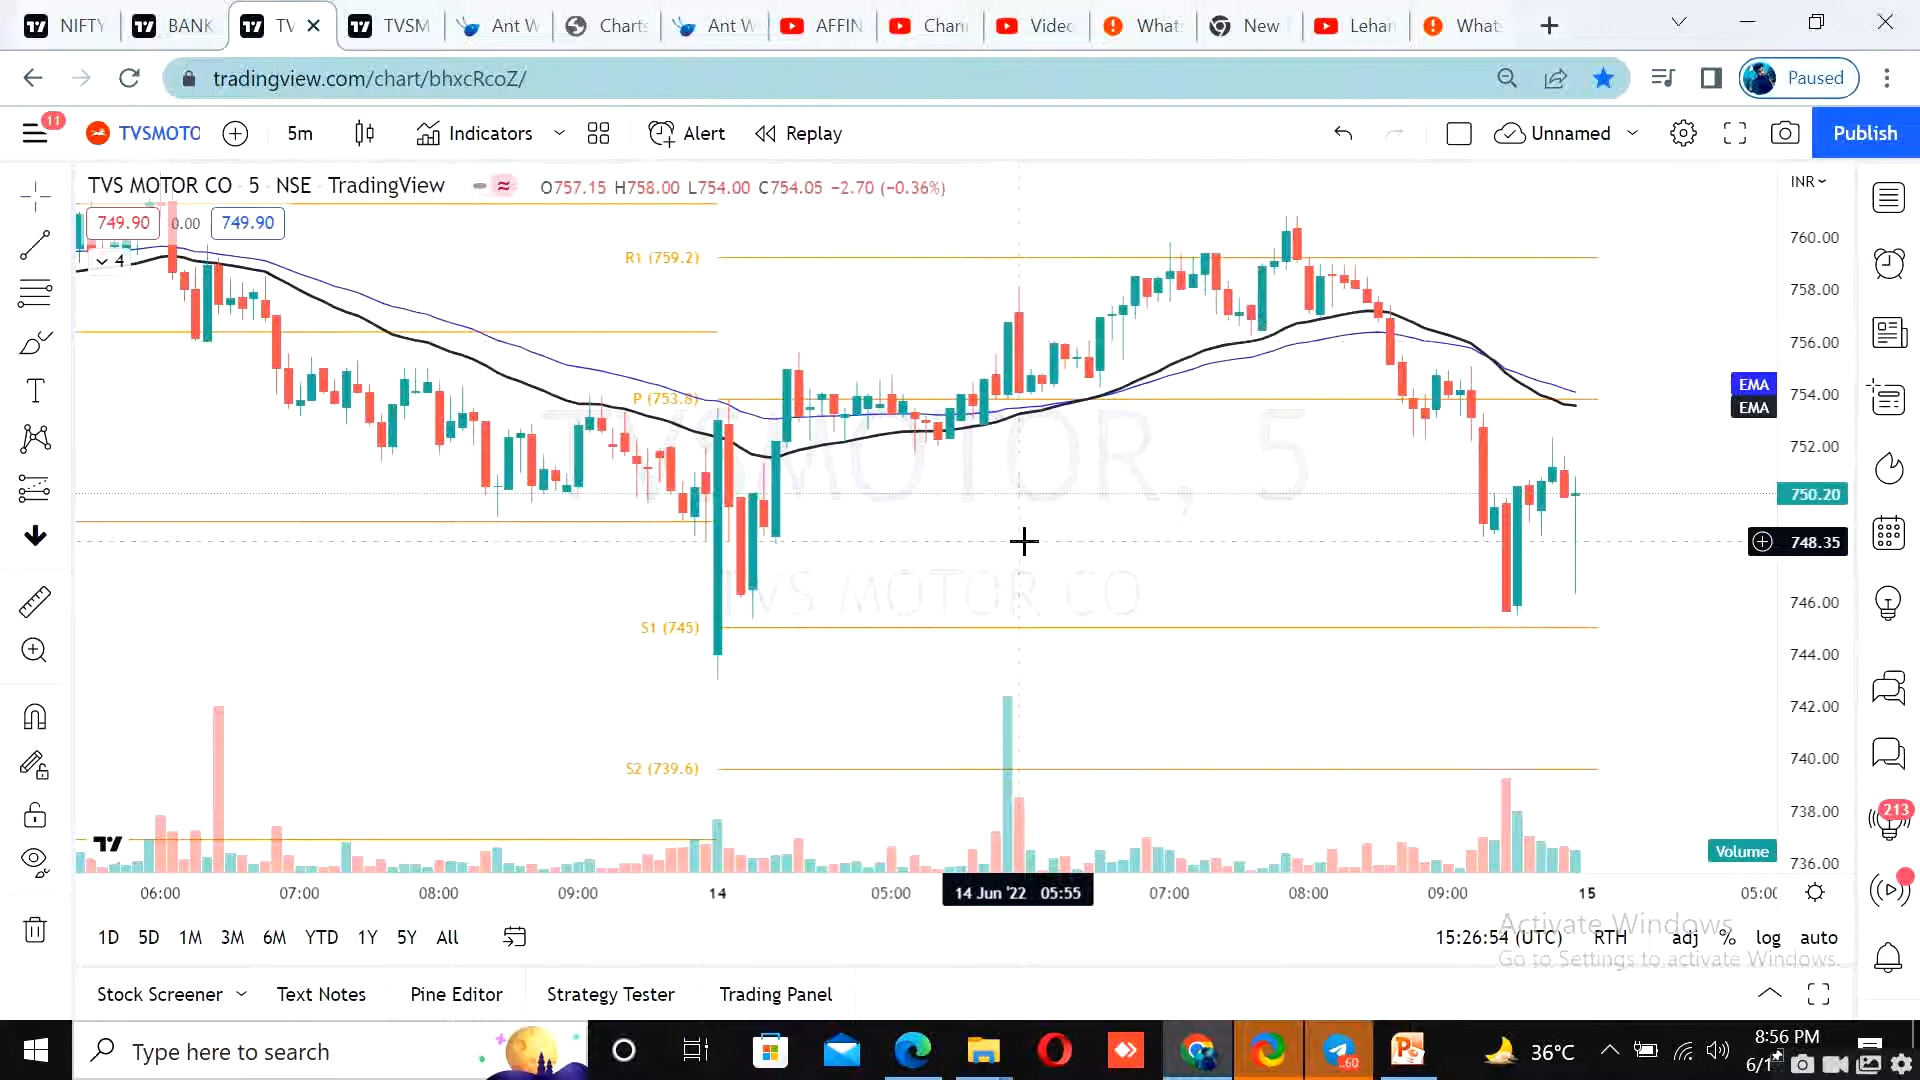 NIFTY BANK TV TVSM Ant W Charts Ant W AFFIN Chan Videc What: New Lehar What:
tradingview.com/chart/bhxcRcoZ/ Paused
11 TVSMOTO 5m Indicators Alert Replay Unnamed Publish
TVS MOTOR CO · 5 · NSE · TradingView O757.15 H758.00 L754.00 C754.05 −2.70 (−0.36%) INR
749.90 0.00 749.90
4
R1 (759.2)
P (753.8)
S1 (745)
S2 (739.6)
TVSMOTOR, 5
TVS MOTOR CO
760.00
758.00
756.00
EMA 754.00
EMA
752.00
750.20
748.35
746.00
744.00
742.00
740.00
738.00
Volume
736.00
213
06:00 07:00 08:00 09:00 14 05:00 14 Jun '22 05:55 07:00 08:00 09:00 15 05:00
1D 5D 1M 3M 6M YTD 1Y 5Y All 15:26:54 (UTC) RTH adj % log auto
Activate Windows
Go to Settings to activate Windows.
Stock Screener Text Notes Pine Editor Strategy Tester Trading Panel
Type here to search 60 36°C 8:56 PM